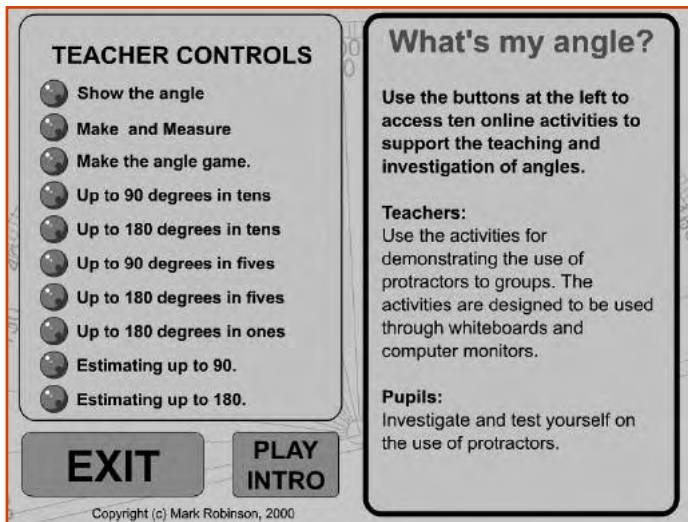 TEACHER CONTROLS
Show the angle
Make and Measure
Make the angle game.
Up to 90 degrees in tens
Up to 180 degrees in tens
Up to 90 degrees in fives
Up to 180 degrees in fives
Up to 180 degrees in ones
Estimating up to 90.
Estimating up to 180.
EXIT
PLAY
INTRO
Copyright (c) Mark Robinson, 2000
What's my angle?
Use the buttons at the left to
access ten online activities to
support the teaching and
investigation of angles.
Teachers:
Use the activities for
demonstrating the use of
protractors to groups. The
activities are designed to be used
through whiteboards and
computer monitors.
Pupils:
Investigate and test yourself on
the use of protractors.